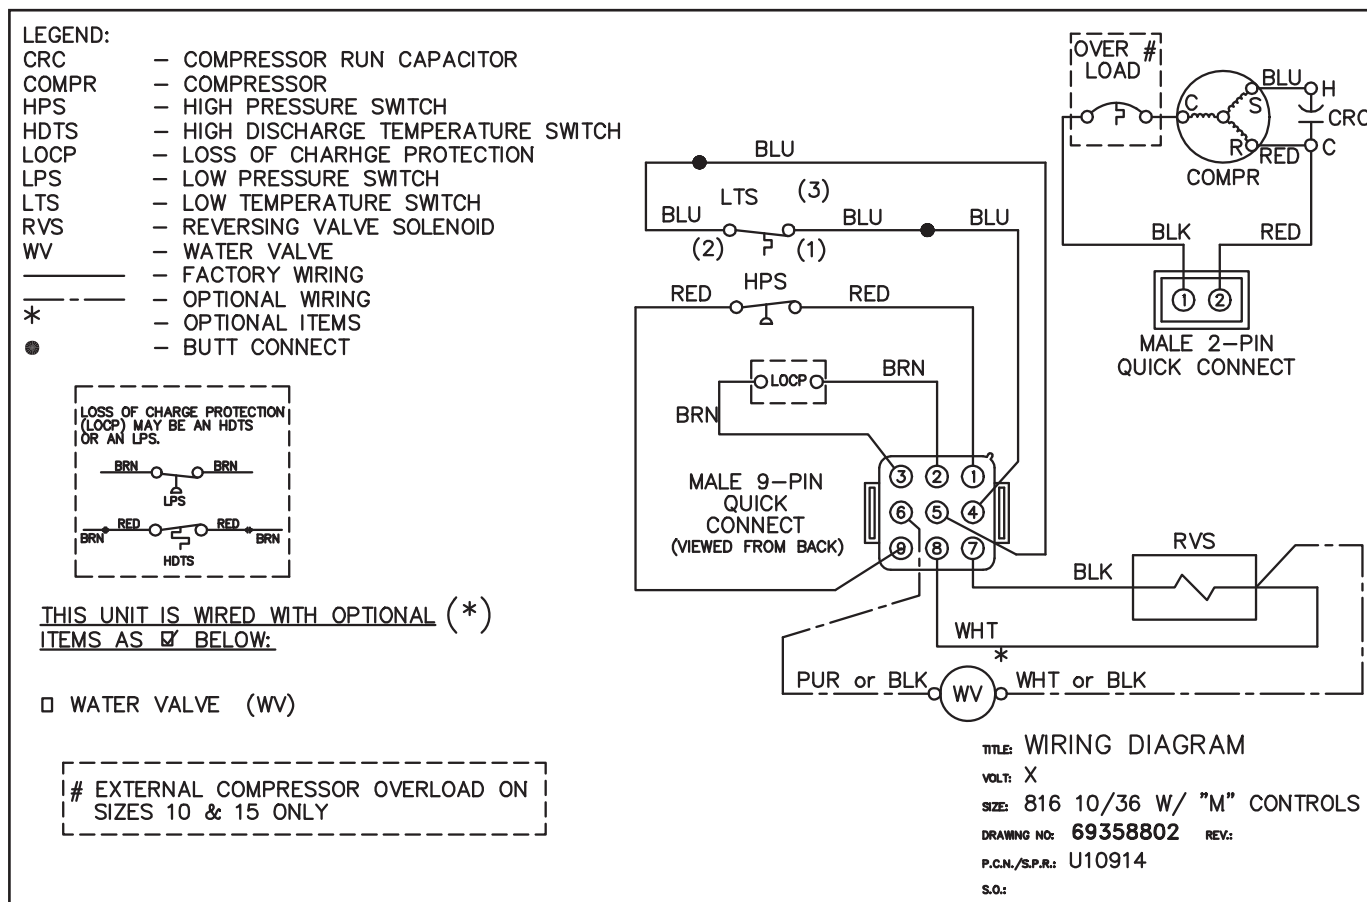 LEGEND:
CRC – COMPRESSOR RUN CAPACITOR
COMPR – COMPRESSOR
HPS – HIGH PRESSURE SWITCH
HDTS – HIGH DISCHARGE TEMPERATURE SWITCH
LOCP – LOSS OF CHARHGE PROTECTION
LPS – LOW PRESSURE SWITCH
LTS – LOW TEMPERATURE SWITCH
RVS – REVERSING VALVE SOLENOID
WV – WATER VALVE
– FACTORY WIRING
– OPTIONAL WIRING
* – OPTIONAL ITEMS
● – BUTT CONNECT
LOSS OF CHARGE PROTECTION
(LOCP) MAY BE AN HDTS
OR AN LPS.
BRN BRN
LPS
RED RED
BRN BRN
HDTS
THIS UNIT IS WIRED WITH OPTIONAL (*)
ITEMS AS ☑ BELOW:
□ WATER VALVE (WV)
# EXTERNAL COMPRESSOR OVERLOAD ON
SIZES 10 & 15 ONLY
BLU
LTS (3)
BLU BLU BLU
(2) (1)
HPS
RED RED
LOCP
BRN
BRN
MALE 9–PIN
QUICK
CONNECT
(VIEWED FROM BACK)
3 2 1
6 5 4
9 8 7
OVER #
LOAD
C S R
BLU H
CRC
RED C
COMPR
BLK RED
1 2
MALE 2–PIN
QUICK CONNECT
RVS
BLK
WHT
*
PUR or BLK WV WHT or BLK
TITLE: WIRING DIAGRAM
VOLT: X
SIZE: 816 10/36 W/ "M" CONTROLS
DRAWING NO: 69358802 REV.:
P.C.N./S.P.R.: U10914
S.O.: